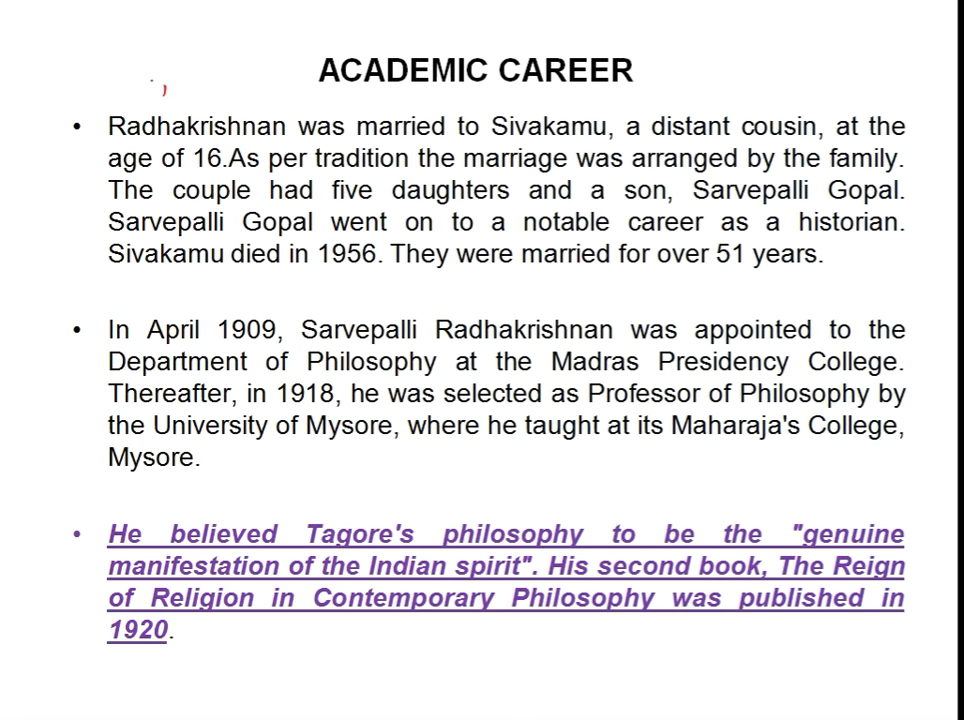 ACADEMIC CAREER
• Radhakrishnan was married to Sivakamu, a distant cousin, at the
age of 16.As per tradition the marriage was arranged by the family.
The couple had five daughters and a son, Sarvepalli Gopal.
Sarvepalli Gopal went on to a notable career as a historian.
Sivakamu died in 1956. They were married for over 51 years.
• In April 1909, Sarvepalli Radhakrishnan was appointed to the
Department of Philosophy at the Madras Presidency College.
Thereafter, in 1918, he was selected as Professor of Philosophy by
the University of Mysore, where he taught at its Maharaja's College,
Mysore.
• He believed Tagore's philosophy to be the "genuine
manifestation of the Indian spirit". His second book, The Reign
of Religion in Contemporary Philosophy was published in
1920.